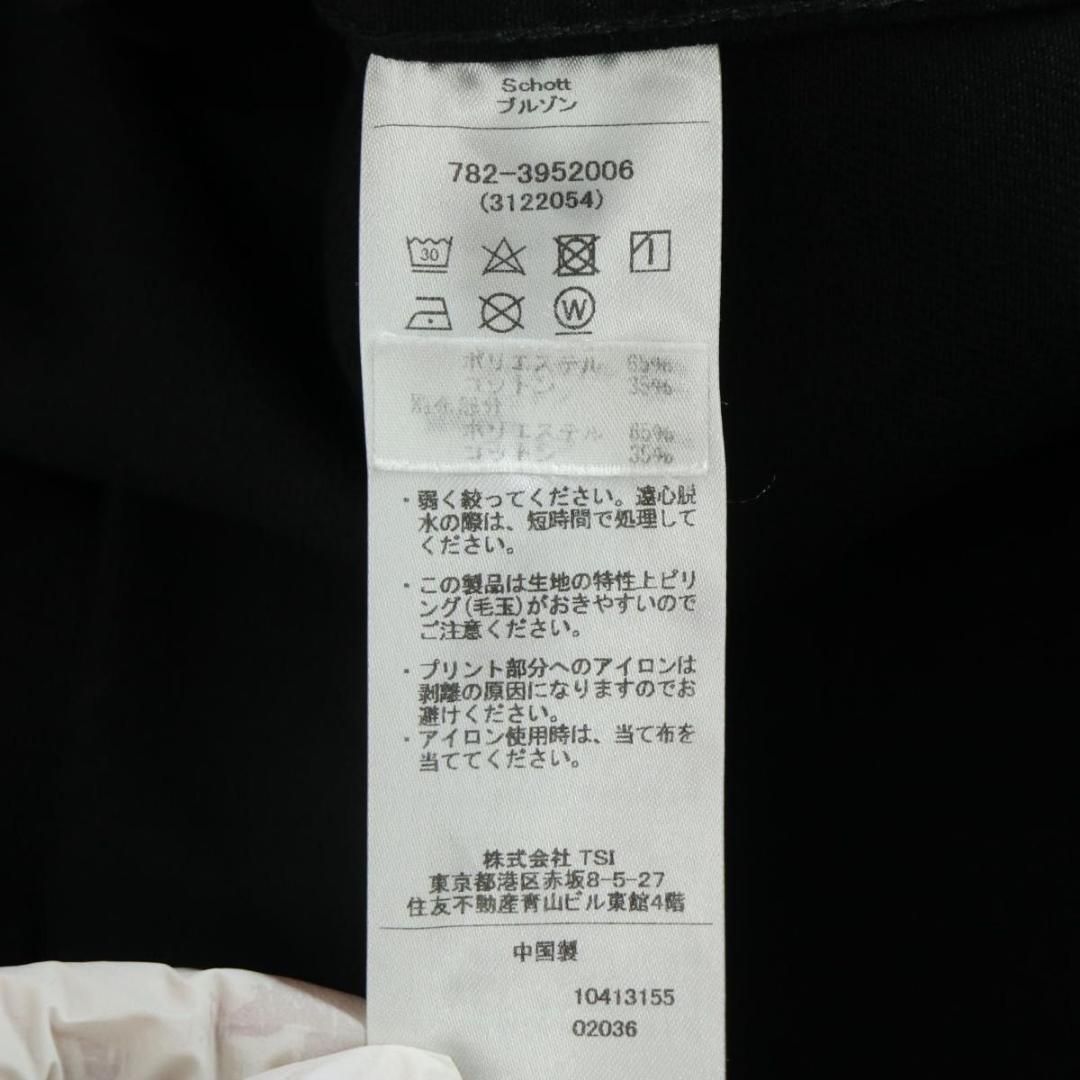 Schott
ブルゾン
782-3952006
(3122054)
30
W
ポリエステル 65%
コットン 35%
ポリエステル 65%
コットン 35%
・弱く絞ってください。遠心脱
水の際は、短時間で処理して
ください。
・この製品は生地の特性上ピリ
ング(毛玉)がおきやすいので
ご注意ください。
・プリント部分へのアイロンは
剥離の原因になりますのでお
避けください。
・アイロン使用時は、当て布を
当ててください。
株式会社 TSI
東京都港区赤坂8-5-27
住友不動産青山ビル東館4階
中国製
10413155
02036